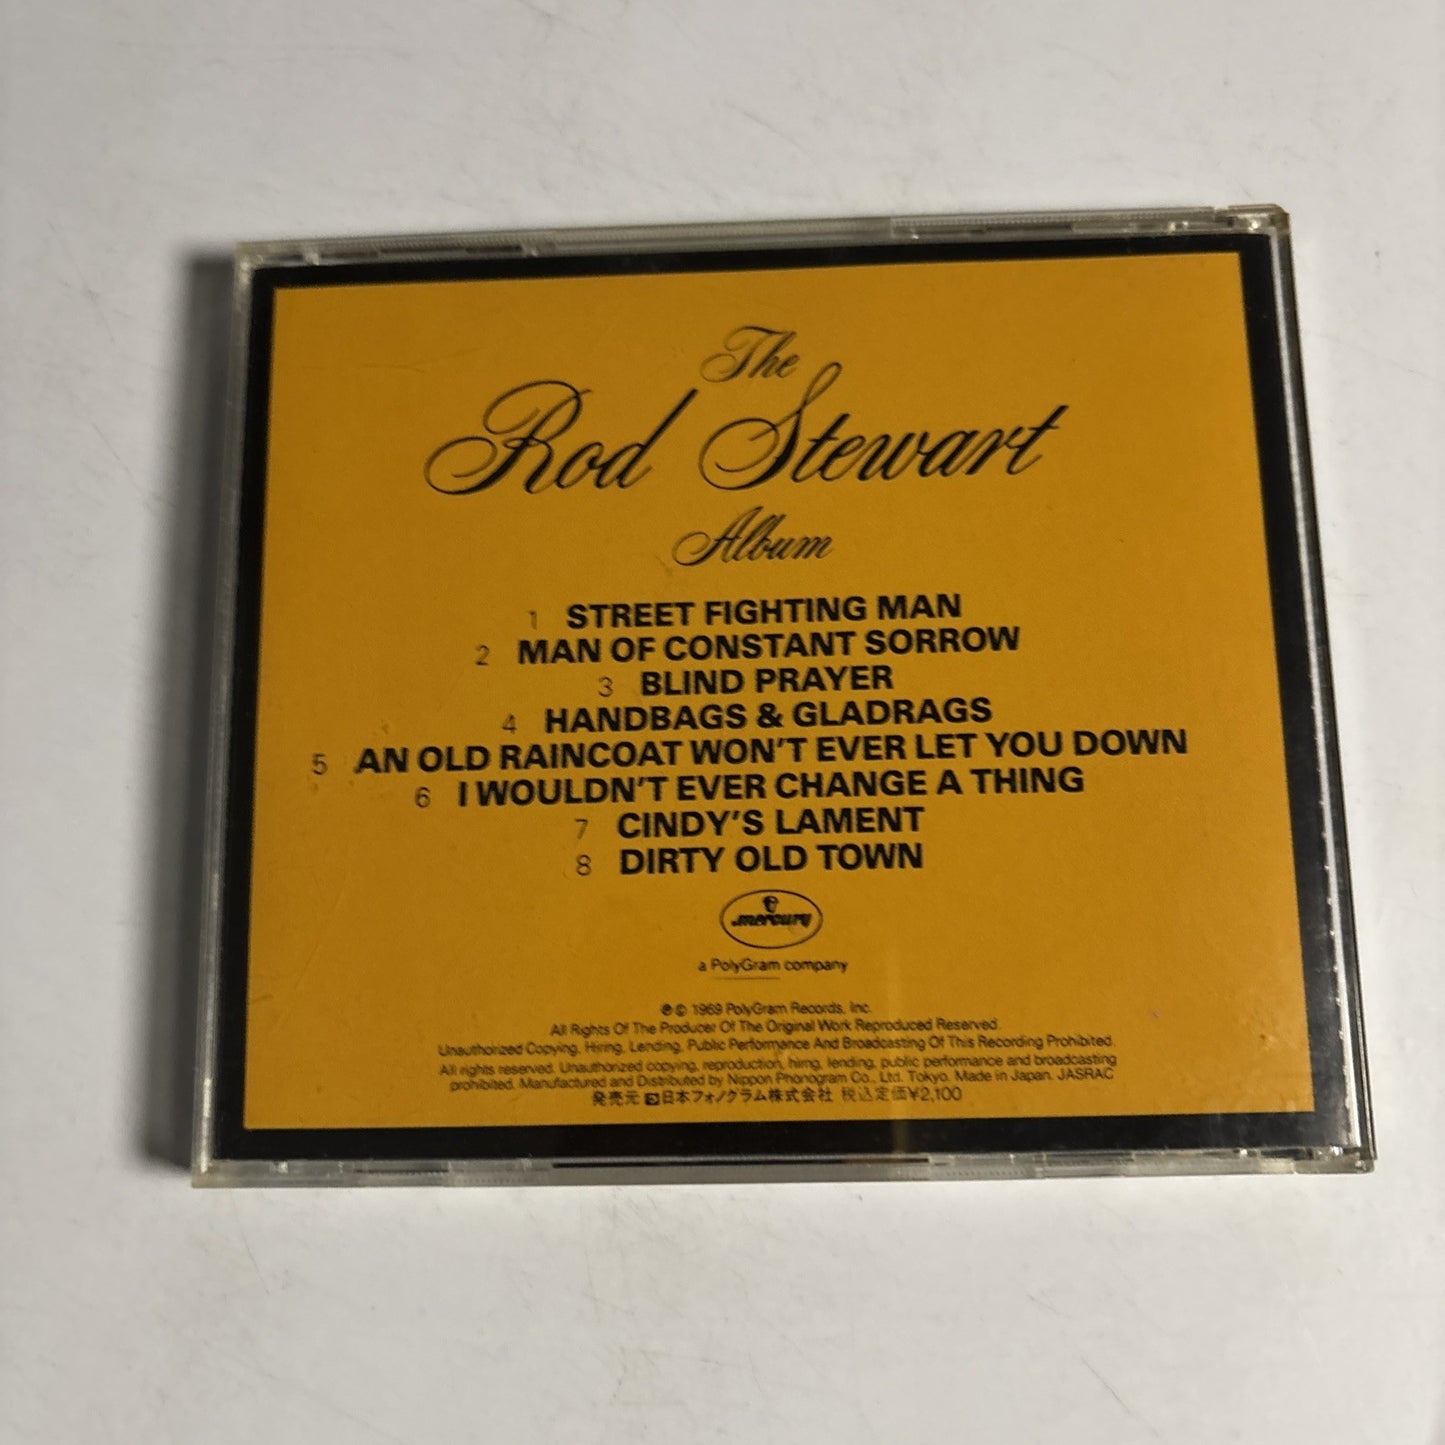 The
Rod Stewart
Album
1 STREET FIGHTING MAN
2 MAN OF CONSTANT SORROW
3 BLIND PRAYER
4 HANDBAGS & GLADRAGS
5 AN OLD RAINCOAT WON'T EVER LET YOU DOWN
6 I WOULDN'T EVER CHANGE A THING
7 CINDY'S LAMENT
8 DIRTY OLD TOWN
mercury
a PolyGram company
℗ © 1969 PolyGram Records, Inc.
All Rights Of The Producer Of The Original Work Reproduced Reserved.
Unauthorized Copying, Hiring, Lending, Public Performance And Broadcasting Of This Recording Prohibited.
All rights reserved. Unauthorized copying, reproduction, hiring, lending, public performance and broadcasting
prohibited. Manufactured and Distributed by Nippon Phonogram Co., Ltd. Tokyo. Made in Japan. JASRAC
発売元 日本フォノグラム株式会社 税込定価¥2,100